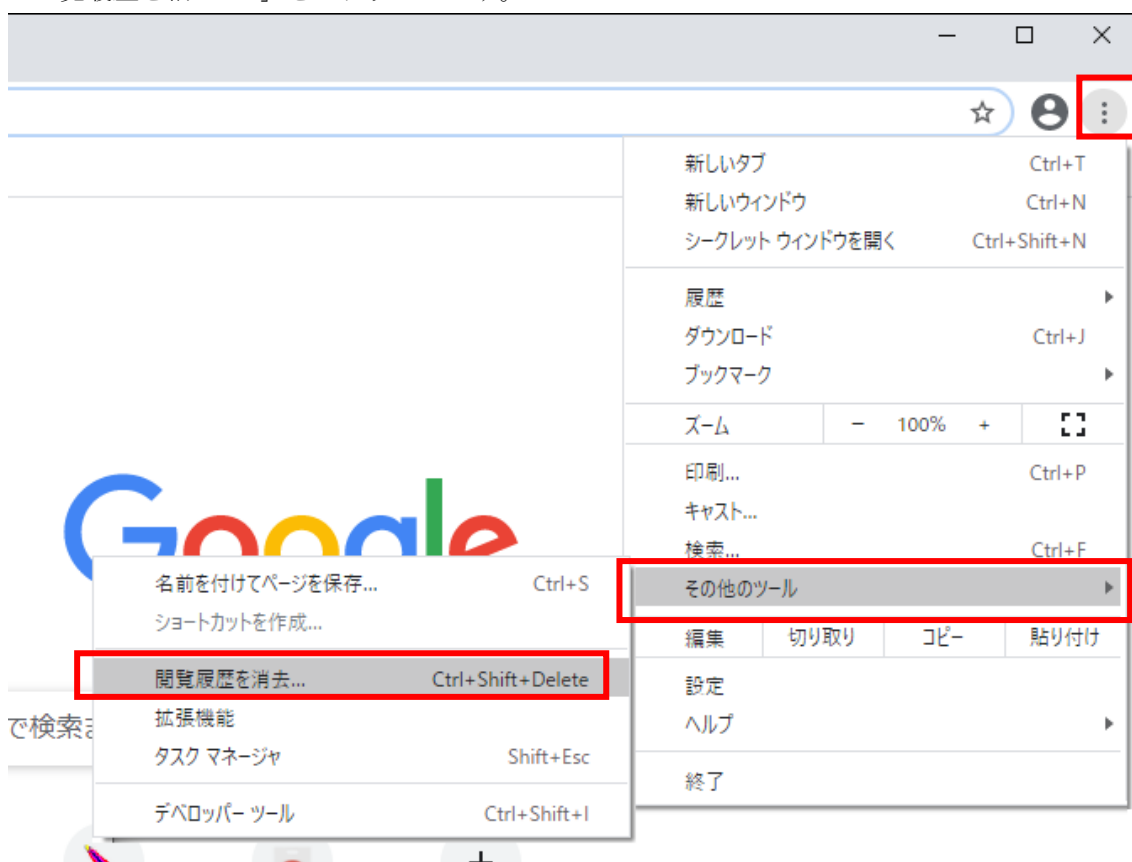 新しいタブ Ctrl+T
新しいウィンドウ Ctrl+N
シークレット ウィンドウを開く Ctrl+Shift+N
履歴
ダウンロード Ctrl+J
ブックマーク
ズーム － 100% ＋
印刷... Ctrl+P
キャスト...
検索... Ctrl+F
その他のツール
編集 切り取り コピー 貼り付け
設定
ヘルプ
終了
Google
名前を付けてページを保存... Ctrl+S
ショートカットを作成...
閲覧履歴を消去... Ctrl+Shift+Delete
拡張機能
タスク マネージャ Shift+Esc
デベロッパー ツール Ctrl+Shift+I
で検索